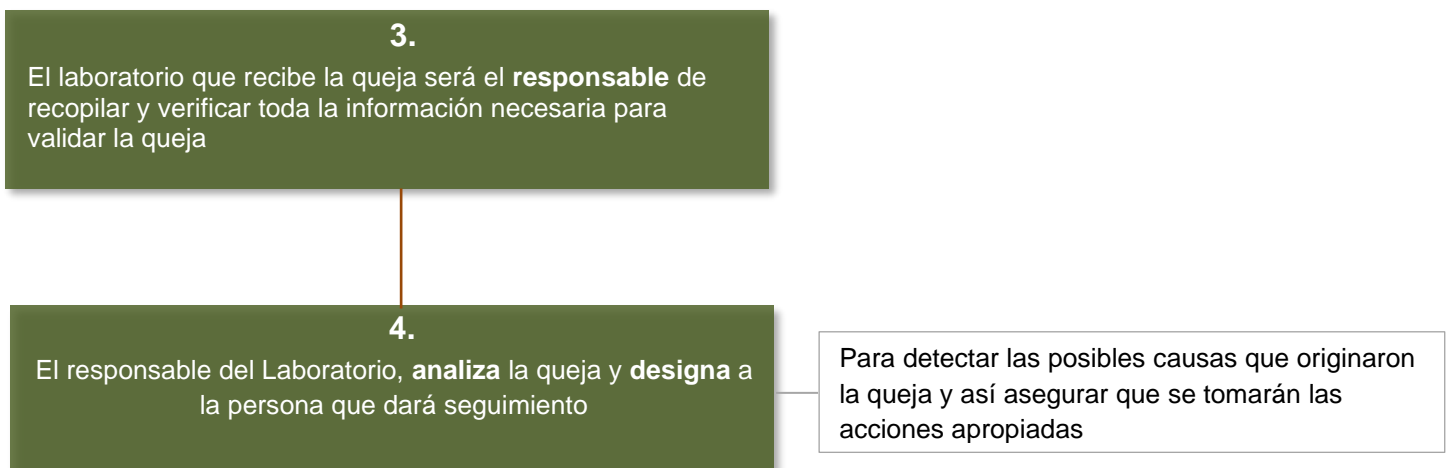 3.
El laboratorio que recibe la queja será el responsable de
recopilar y verificar toda la información necesaria para
validar la queja
4.
El responsable del Laboratorio, analiza la queja y designa a
la persona que dará seguimiento
Para detectar las posibles causas que originaron
la queja y así asegurar que se tomarán las
acciones apropiadas